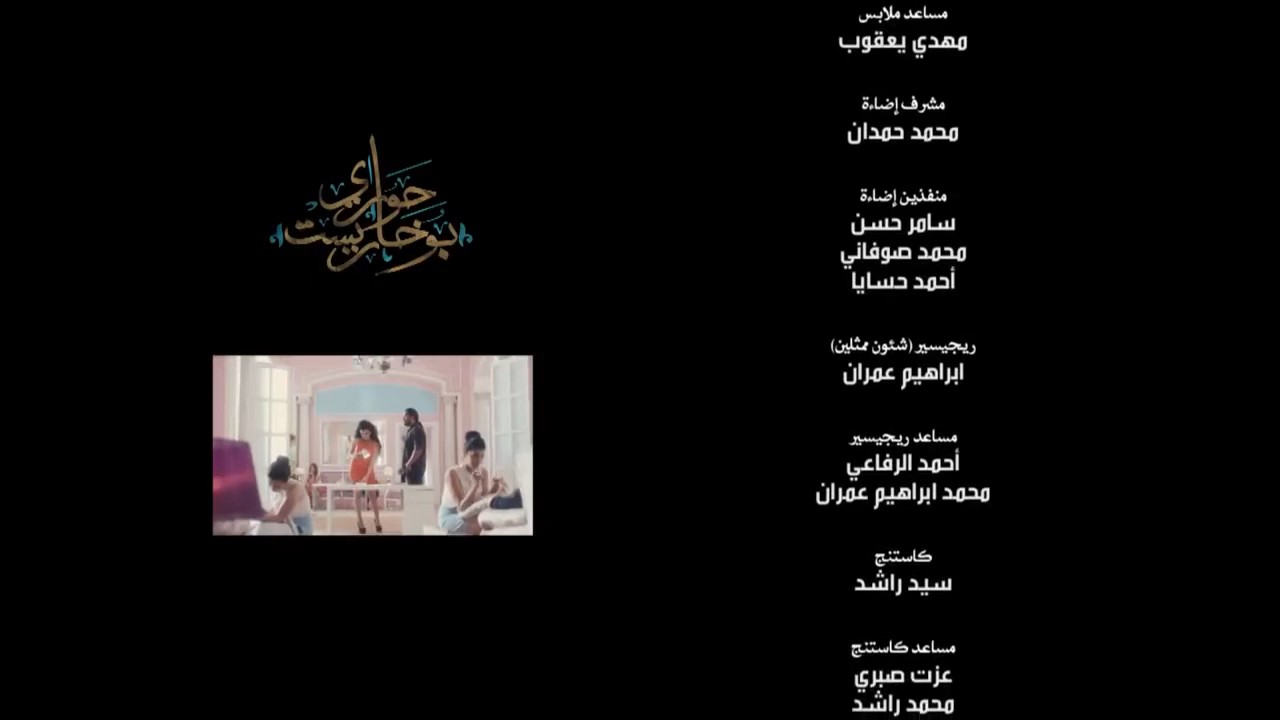 حواري
بوخارست
مساعد ملابس
مهدي يعقوب
مشرف إضاءة
محمد حمدان
منفذين إضاءة
سامر حسن
محمد صوفاني
أحمد حسايا
ريجيسير (شئون ممثلين)
ابراهيم عمران
مساعد ريجيسير
أحمد الرفاعي
محمد ابراهيم عمران
كاستنج
سيد راشد
مساعد كاستنج
عزت صبري
محمد راشد